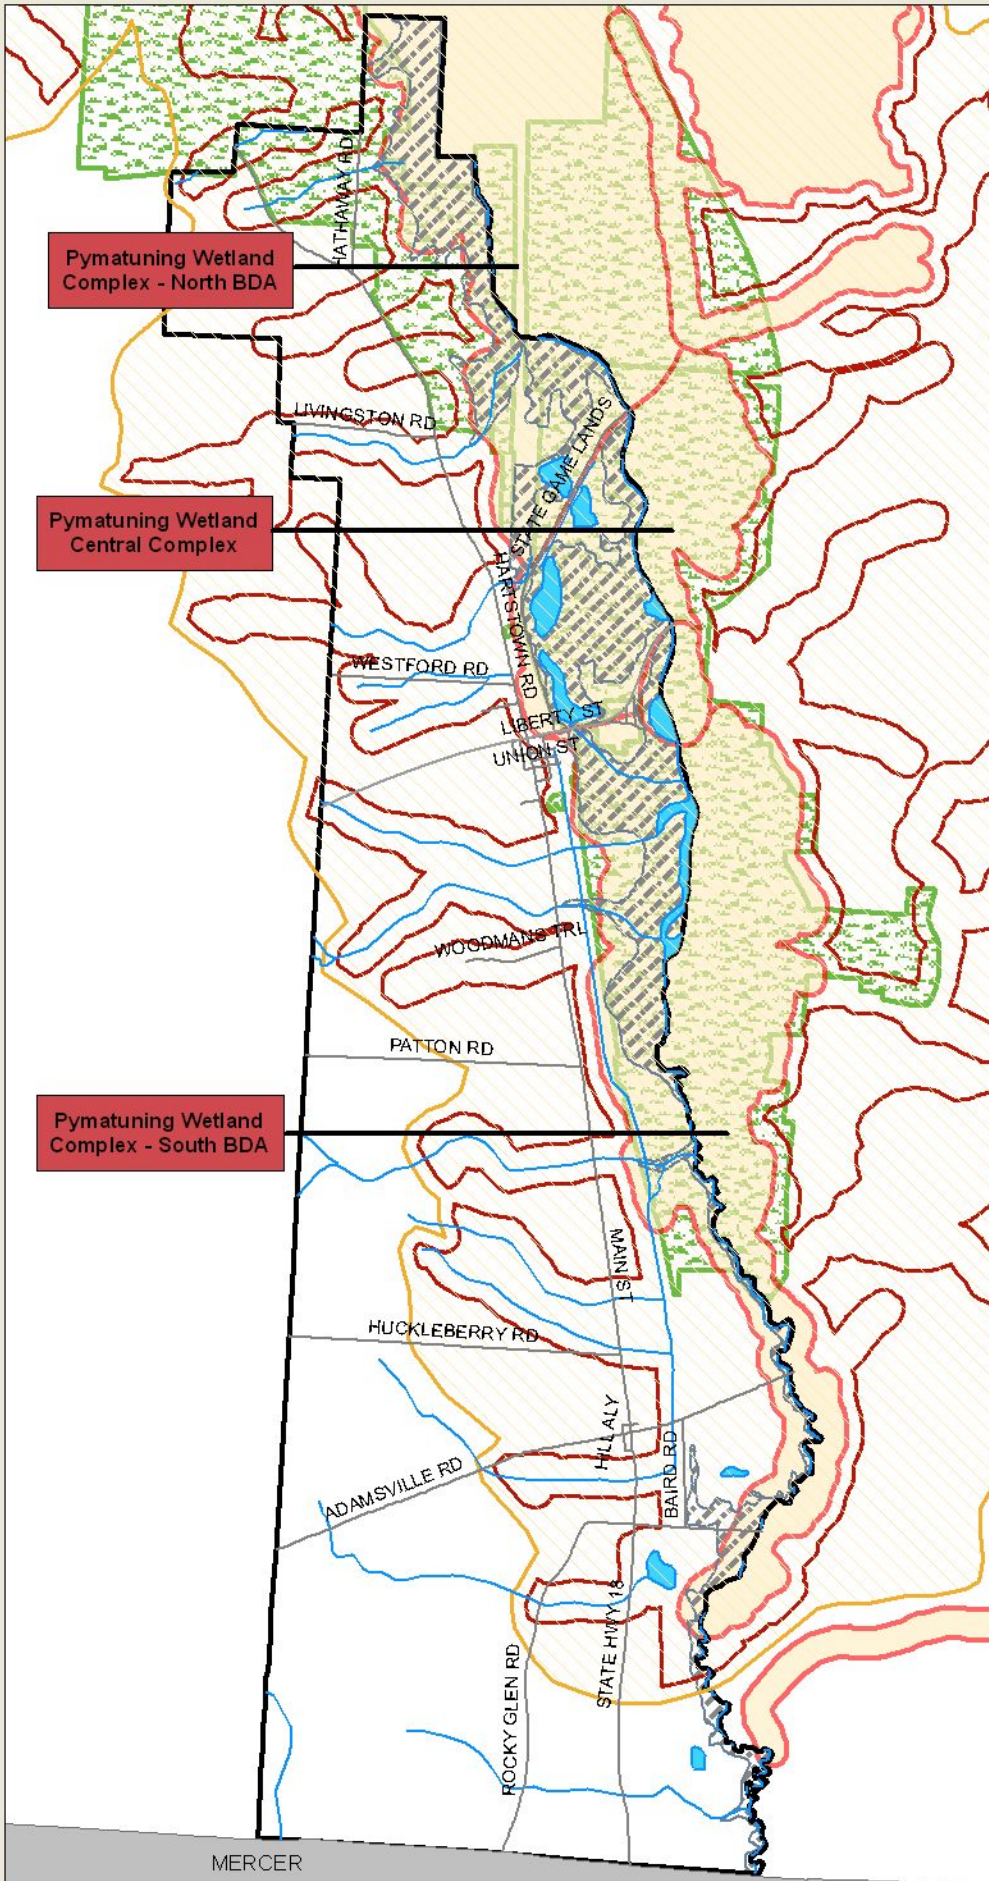 HATHAWAY RD
Pymatuning Wetland
Complex - North BDA
LIVINGSTON RD
STATE GAME LANDS
Pymatuning Wetland
Central Complex
HARTSTOWN RD
WESTFORD RD
LIBERTY ST
UNION ST
WOODMANS TRL
PATTON RD
Pymatuning Wetland
Complex - South BDA
MAIN ST
HUCKLEBERRY RD
HILL ALY
BAIRD RD
ADAMSVILLE RD
STATE HWY 18
ROCKY GLEN RD
MERCER